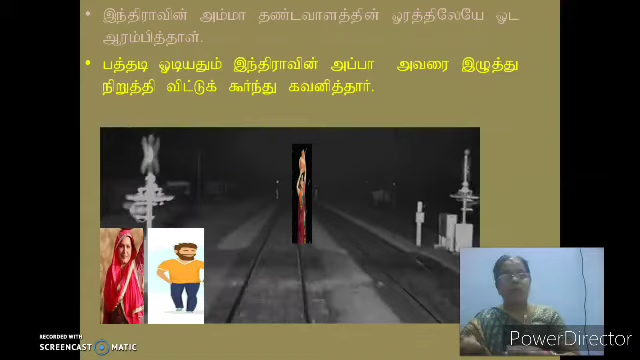 இந்திராவின் அம்மா தண்டவாளத்தின் ஓரத்திலேயே ஓட
ஆரம்பித்தாள்.
பத்தடி ஓடியதும் இந்திராவின் அப்பா அவரை இழுத்து
நிறுத்தி விட்டுக் கூர்ந்து கவனித்தார்.
PowerDirector
RECORDED WITH
SCREENCAST MATIC